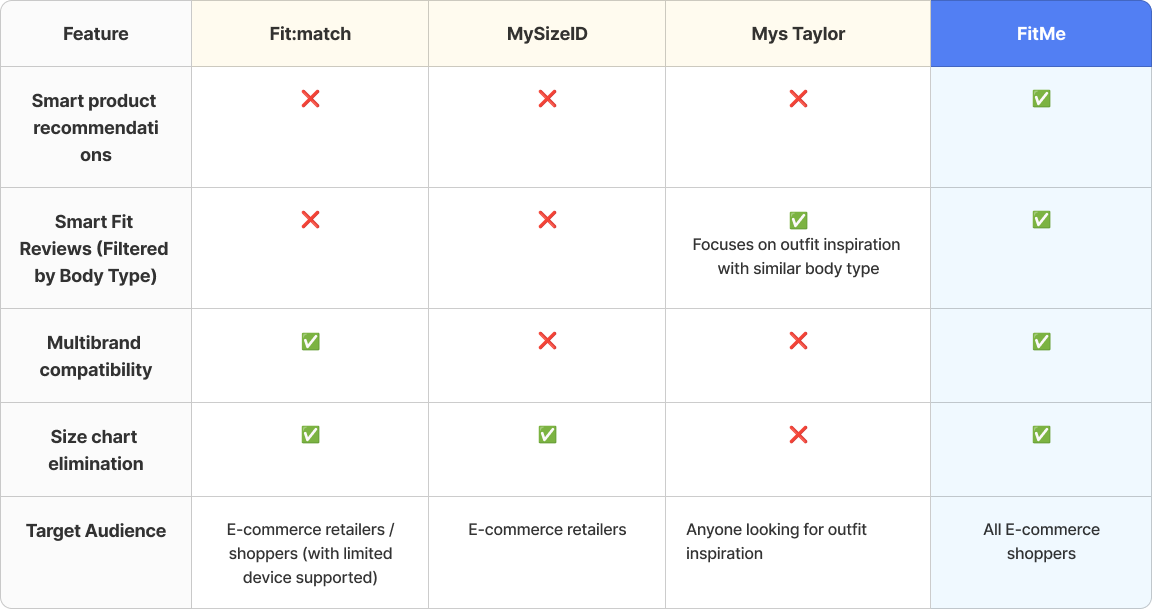 Feature
Fit:match
MySizeID
Mys Taylor
FitMe
Smart product
recommendati
ons
❌
❌
❌
✅
Smart Fit
Reviews (Filtered
by Body Type)
❌
❌
✅
Focuses on outfit inspiration
with similar body type
✅
Multibrand
compatibility
✅
❌
❌
✅
Size chart
elimination
✅
✅
❌
✅
Target Audience
E-commerce retailers /
shoppers (with limited
device supported)
E-commerce retailers
Anyone looking for outfit
inspiration
All E-commerce
shoppers